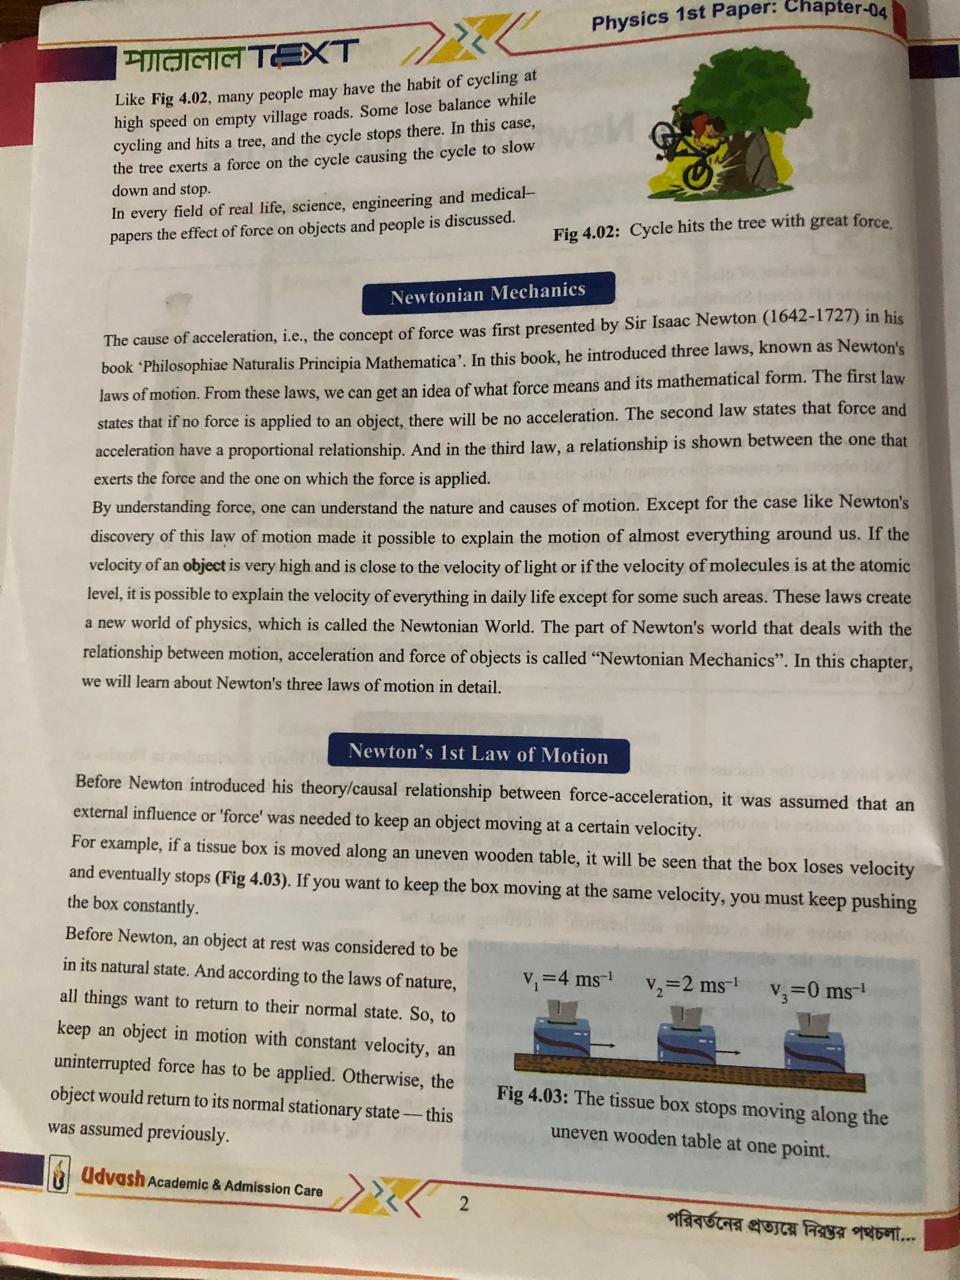 Physics 1st Paper: Chapter-04
প্যারালাল TEXT
Like Fig 4.02, many people may have the habit of cycling at
high speed on empty village roads. Some lose balance while
cycling and hits a tree, and the cycle stops there. In this case,
the tree exerts a force on the cycle causing the cycle to slow
down and stop.
In every field of real life, science, engineering and medical–
papers the effect of force on objects and people is discussed.
Fig 4.02: Cycle hits the tree with great force.
Newtonian Mechanics
The cause of acceleration, i.e., the concept of force was first presented by Sir Isaac Newton (1642-1727) in his
book ‘Philosophiae Naturalis Principia Mathematica’. In this book, he introduced three laws, known as Newton's
laws of motion. From these laws, we can get an idea of what force means and its mathematical form. The first law
states that if no force is applied to an object, there will be no acceleration. The second law states that force and
acceleration have a proportional relationship. And in the third law, a relationship is shown between the one that
exerts the force and the one on which the force is applied.
By understanding force, one can understand the nature and causes of motion. Except for the case like Newton's
discovery of this law of motion made it possible to explain the motion of almost everything around us. If the
velocity of an object is very high and is close to the velocity of light or if the velocity of molecules is at the atomic
level, it is possible to explain the velocity of everything in daily life except for some such areas. These laws create
a new world of physics, which is called the Newtonian World. The part of Newton's world that deals with the
relationship between motion, acceleration and force of objects is called “Newtonian Mechanics”. In this chapter,
we will learn about Newton's three laws of motion in detail.
Newton’s 1st Law of Motion
Before Newton introduced his theory/causal relationship between force-acceleration, it was assumed that an
external influence or 'force' was needed to keep an object moving at a certain velocity.
For example, if a tissue box is moved along an uneven wooden table, it will be seen that the box loses velocity
and eventually stops (Fig 4.03). If you want to keep the box moving at the same velocity, you must keep pushing
the box constantly.
Before Newton, an object at rest was considered to be
in its natural state. And according to the laws of nature,
all things want to return to their normal state. So, to
keep an object in motion with constant velocity, an
uninterrupted force has to be applied. Otherwise, the
object would return to its normal stationary state — this
was assumed previously.
v₁=4 ms⁻¹ v₂=2 ms⁻¹ v₃=0 ms⁻¹
Fig 4.03: The tissue box stops moving along the
uneven wooden table at one point.
Udvash Academic & Admission Care
2
পরিবর্তনের প্রত্যয়ে নিরন্তর পথচলা...